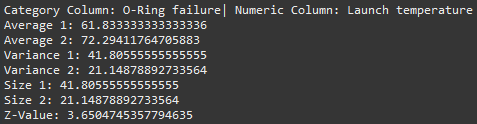 Category Column: O-Ring failure| Numeric Column: Launch temperature
Average 1: 61.833333333333336
Average 2: 72.29411764705883
Variance 1: 41.80555555555555
Variance 2: 21.14878892733564
Size 1: 41.80555555555555
Size 2: 21.14878892733564
Z-Value: 3.6504745357794635